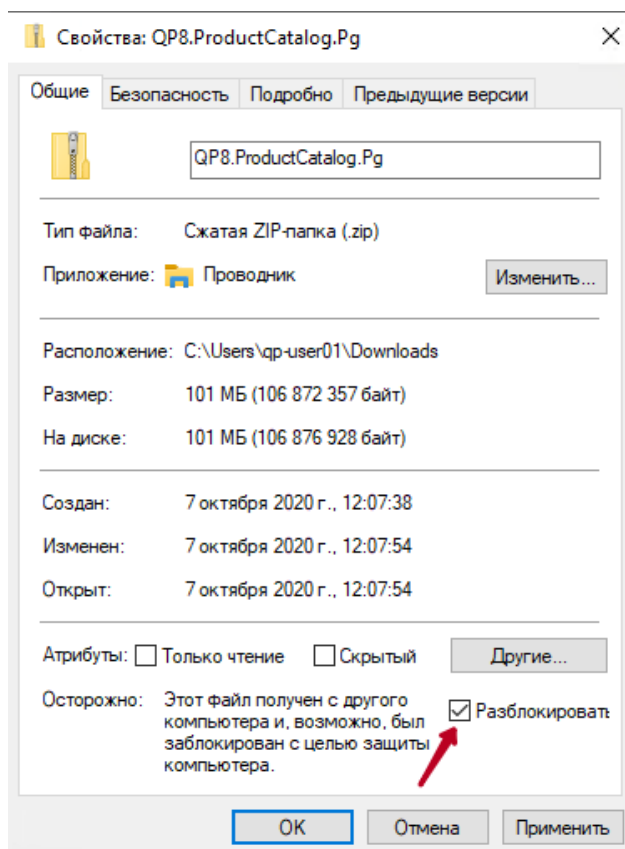 Свойства: QP8.ProductCatalog.Pg
Общие Безопасность Подробно Предыдущие версии
QP8.ProductCatalog.Pg
Тип файла: Сжатая ZIP-папка (.zip)
Приложение: Проводник Изменить...
Расположение: C:\Users\qp-user01\Downloads
Размер: 101 МБ (106 872 357 байт)
На диске: 101 МБ (106 876 928 байт)
Создан: 7 октября 2020 г., 12:07:38
Изменен: 7 октября 2020 г., 12:07:54
Открыт: 7 октября 2020 г., 12:07:54
Атрибуты: Только чтение Скрытый Другие...
Осторожно: Этот файл получен с другого
компьютера и, возможно, был Разблокировать
заблокирован с целью защиты
компьютера.
OK Отмена Применить